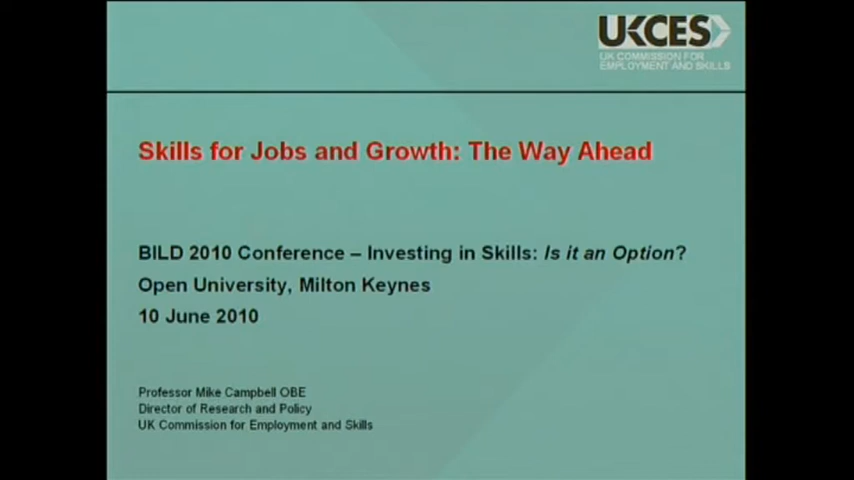 UKCES
UK COMMISSION FOR
EMPLOYMENT AND SKILLS
Skills for Jobs and Growth: The Way Ahead
BILD 2010 Conference – Investing in Skills: Is it an Option?
Open University, Milton Keynes
10 June 2010
Professor Mike Campbell OBE
Director of Research and Policy
UK Commission for Employment and Skills